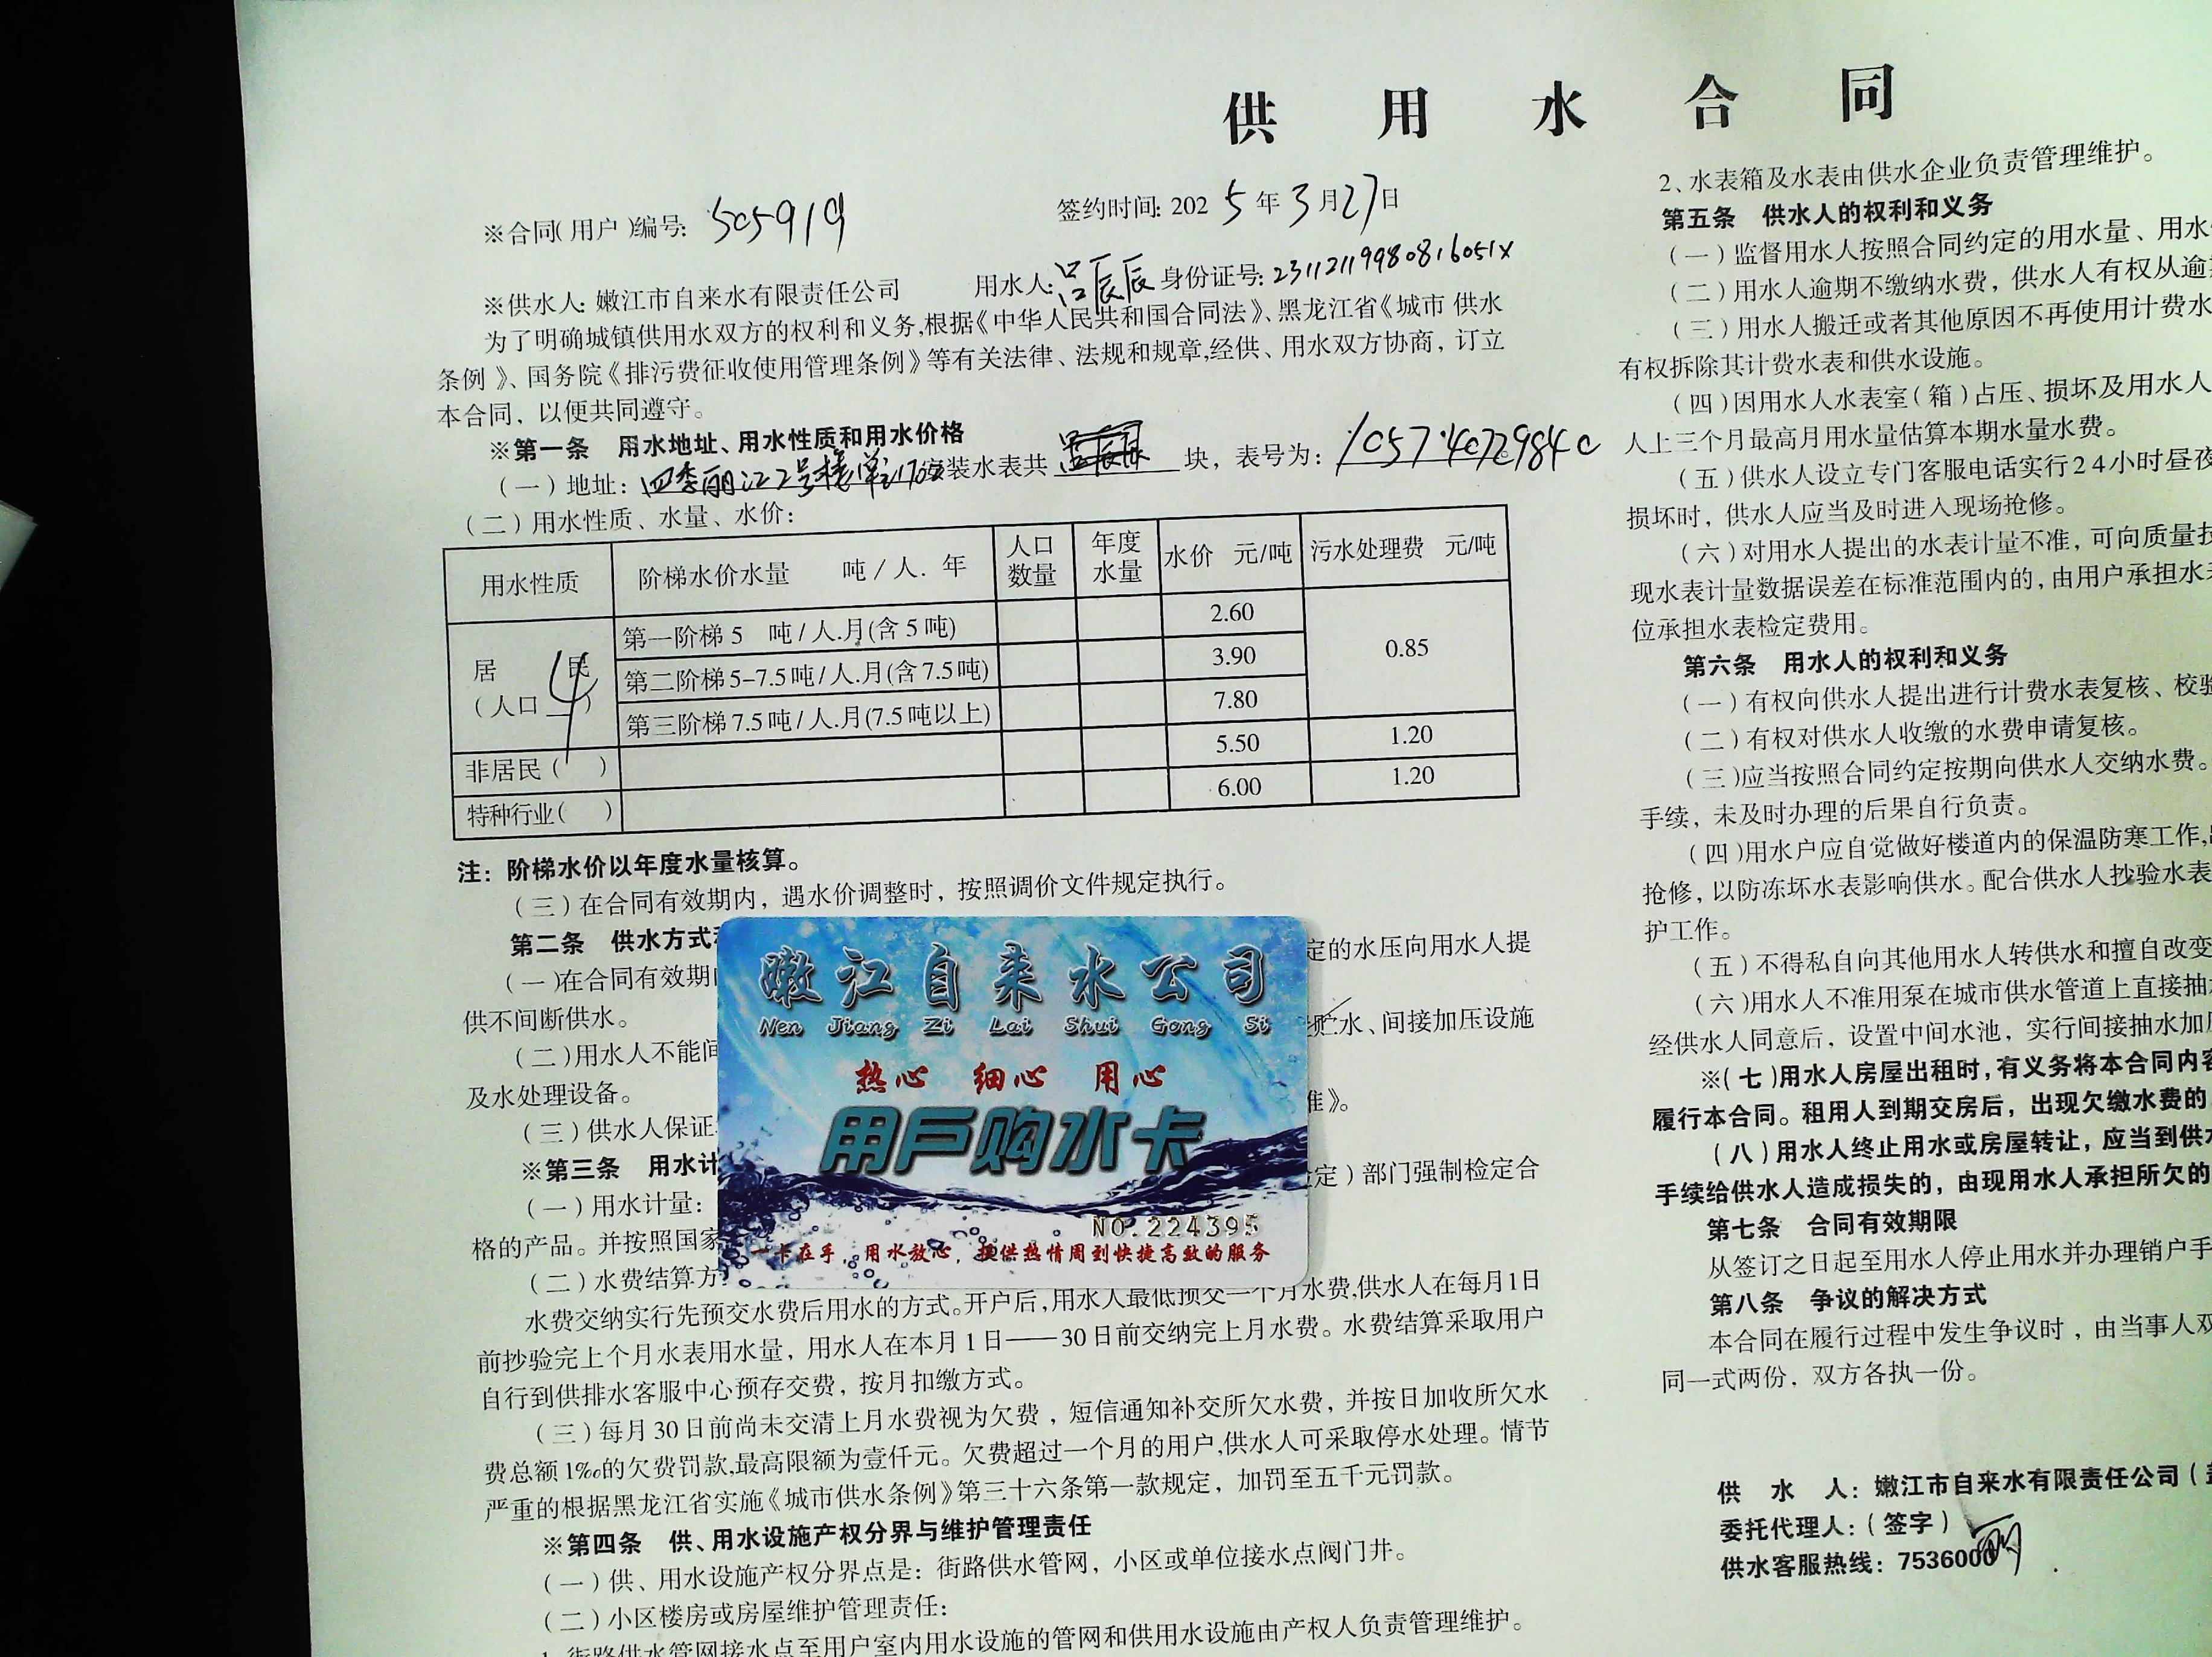 供用水合同
※合同(用户)编号: 505919
签约时间: 2025年3月27日
※供水人: 嫩江市自来水有限责任公司 用水人: 吕辰辰 身份证号: 23112119980816051X
为了明确城镇供用水双方的权利和义务,根据《中华人民共和国合同法》、黑龙江省《城市 供水
条例》、国务院《排污费征收使用管理条例》等有关法律、法规和规章,经供、用水双方协商，订立
本合同，以便共同遵守。
※第一条 用水地址、用水性质和用水价格
(一)地址: 四季丽江2号楼 装水表共 块，表号为:
(二)用水性质、水量、水价:
用水性质 阶梯水价水量 吨/人.年 人口数量 年度水量 水价 元/吨 污水处理费 元/吨
居民(人口 4)
第一阶梯5 吨/人.月(含5吨) 2.60 0.85
第二阶梯5-7.5吨/人.月(含7.5吨) 3.90
第三阶梯7.5吨/人.月(7.5吨以上) 7.80
非居民( ) 5.50 1.20
特种行业( ) 6.00 1.20
注: 阶梯水价以年度水量核算。
(三)在合同有效期内，遇水价调整时，按照调价文件规定执行。
第二条 供水方式
(一)在合同有效期 定的水压向用水人提
供不间断供水。
(二)用水人不能间 贮水、间接加压设施
及水处理设备。
(三)供水人保证 准》。
※第三条 用水计
(一)用水计量: 定)部门强制检定合
格的产品。并按照国家
(二)水费结算方
水费交纳实行先预交水费后用水的方式。开户后,用水人最低预交一个月水费,供水人在每月1日
前抄验完上个月水表用水量，用水人在本月1日——30日前交纳完上月水费。水费结算采取用户
自行到供排水客服中心预存交费，按月扣缴方式。
(三)每月30日前尚未交清上月水费视为欠费，短信通知补交所欠水费，并按日加收所欠水
费总额1‰的欠费罚款,最高限额为壹仟元。欠费超过一个月的用户,供水人可采取停水处理。情节
严重的根据黑龙江省实施《城市供水条例》第三十六条第一款规定，加罚至五千元罚款。
※第四条 供、用水设施产权分界与维护管理责任
(一)供、用水设施产权分界点是: 街路供水管网，小区或单位接水点阀门井。
(二)小区楼房或房屋维护管理责任:
1、街路供水管网接水点至用户室内用水设施的管网和供用水设施由产权人负责管理维护。
嫩江自来水公司
Nen Jiang Zi Lai Shui Gong Si
热心 细心 用心
用户购水卡
NO.224395
一卡在手，用水放心，提供热情周到快捷高效的服务
2、水表箱及水表由供水企业负责管理维护。
第五条 供水人的权利和义务
(一)监督用水人按照合同约定的用水量、用水
(二)用水人逾期不缴纳水费，供水人有权从逾
(三)用水人搬迁或者其他原因不再使用计费水
有权拆除其计费水表和供水设施。
(四)因用水人水表室(箱)占压、损坏及用水人
人上三个月最高月用水量估算本期水量水费。
(五)供水人设立专门客服电话实行24小时昼夜
损坏时，供水人应当及时进入现场抢修。
(六)对用水人提出的水表计量不准，可向质量技
现水表计量数据误差在标准范围内的，由用户承担水
位承担水表检定费用。
第六条 用水人的权利和义务
(一)有权向供水人提出进行计费水表复核、校验
(二)有权对供水人收缴的水费申请复核。
(三)应当按照合同约定按期向供水人交纳水费。
手续，未及时办理的后果自行负责。
(四)用水户应自觉做好楼道内的保温防寒工作,
抢修，以防冻坏水表影响供水。配合供水人抄验水表
护工作。
(五)不得私自向其他用水人转供水和擅自改变
(六)用水人不准用泵在城市供水管道上直接抽
经供水人同意后，设置中间水池，实行间接抽水加
※(七)用水人房屋出租时,有义务将本合同内容
履行本合同。租用人到期交房后，出现欠缴水费的
(八)用水人终止用水或房屋转让，应当到供
手续给供水人造成损失的，由现用水人承担所欠的
第七条 合同有效期限
从签订之日起至用水人停止用水并办理销户手
第八条 争议的解决方式
本合同在履行过程中发生争议时，由当事人双
同一式两份，双方各执一份。
供水人: 嫩江市自来水有限责任公司(
委托代理人:(签字)
供水客服热线: 7536000